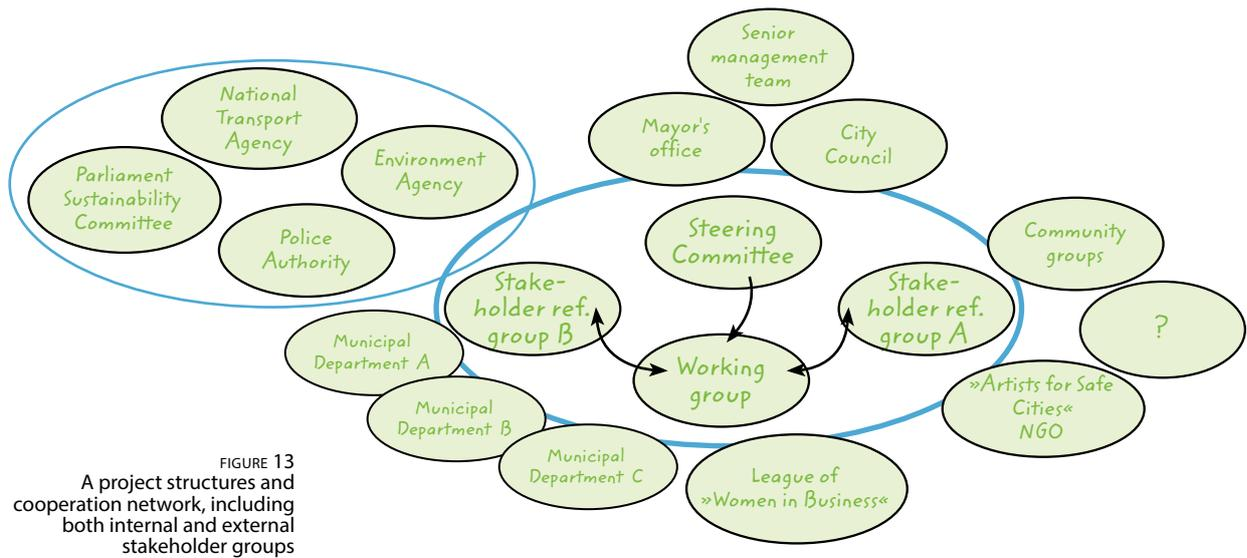 Senior
management
team
Mayor's
office
City
Council
National
Transport
Agency
Environment
Agency
Parliament
Sustainability
Committee
Police
Authority
Steering
Committee
Community
groups
Stake-
holder ref.
group B
Stake-
holder ref.
group A
?
Municipal
Department A
Working
group
»Artists for Safe
Cities«
NGO
Municipal
Department B
Municipal
Department C
League of
»Women in Business«
FIGURE 13
A project structures and
cooperation network, including
both internal and external
stakeholder groups